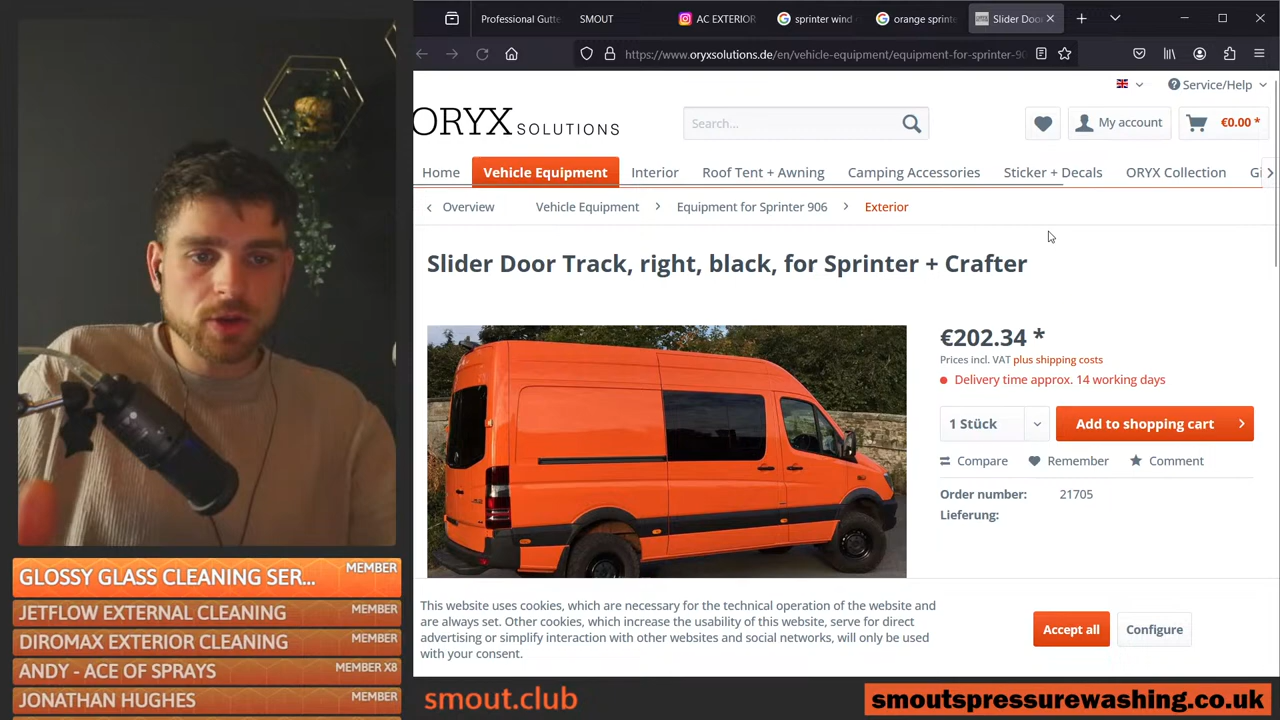 Professional Gutte
SMOUT
AC EXTERIOR
sprinter wind
orange sprinte
Slider Doo
https://www.oryxsolutions.de/en/vehicle-equipment/equipment-for-sprinter-90
Service/Help
ORYX SOLUTIONS
Search...
My account
€0.00 *
Home
Vehicle Equipment
Interior
Roof Tent + Awning
Camping Accessories
Sticker + Decals
ORYX Collection
Gi
Overview
Vehicle Equipment
Equipment for Sprinter 906
Exterior
Slider Door Track, right, black, for Sprinter + Crafter
€202.34 *
Prices incl. VAT plus shipping costs
Delivery time approx. 14 working days
1 Stück
Add to shopping cart
Compare
Remember
Comment
Order number: 21705
Lieferung:
This website uses cookies, which are necessary for the technical operation of the website and
are always set. Other cookies, which increase the usability of this website, serve for direct
advertising or simplify interaction with other websites and social networks, will only be used
with your consent.
Accept all
Configure
GLOSSY GLASS CLEANING SER... MEMBER
JETFLOW EXTERNAL CLEANING MEMBER
DIROMAX EXTERIOR CLEANING MEMBER
ANDY - ACE OF SPRAYS MEMBER X8
JONATHAN HUGHES MEMBER
smout.club
smoutspressurewashing.co.uk